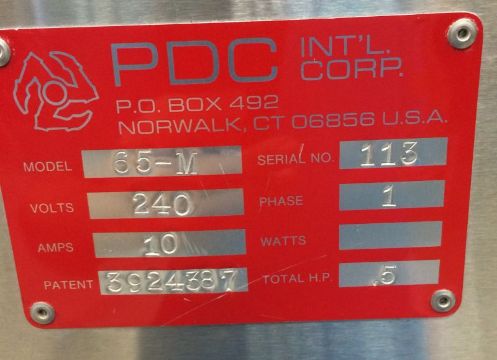 PDC INT'L. CORP.
P.O. BOX 492
NORWALK, CT 06856 U.S.A.
MODEL 65-M SERIAL NO. 113
VOLTS 240 PHASE 1
AMPS 10 WATTS
PATENT 3924387 TOTAL H.P. .5